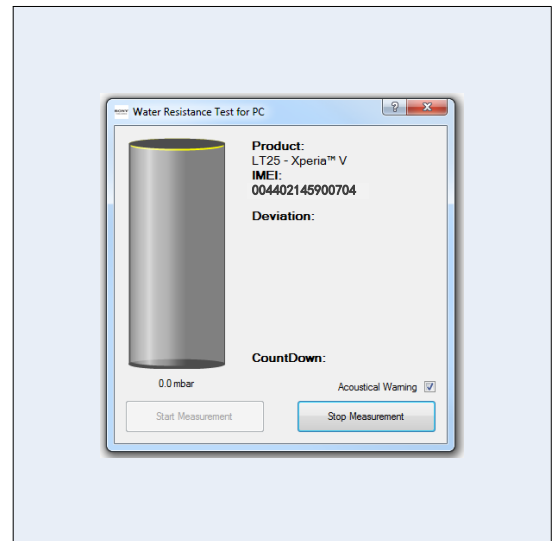 SONY
Water Resistance Test for PC
?
X
Product:
LT25 - Xperia™ V
IMEI:
004402145900704
Deviation:
CountDown:
0.0 mbar
Acoustical Warning
Start Measurement
Stop Measurement